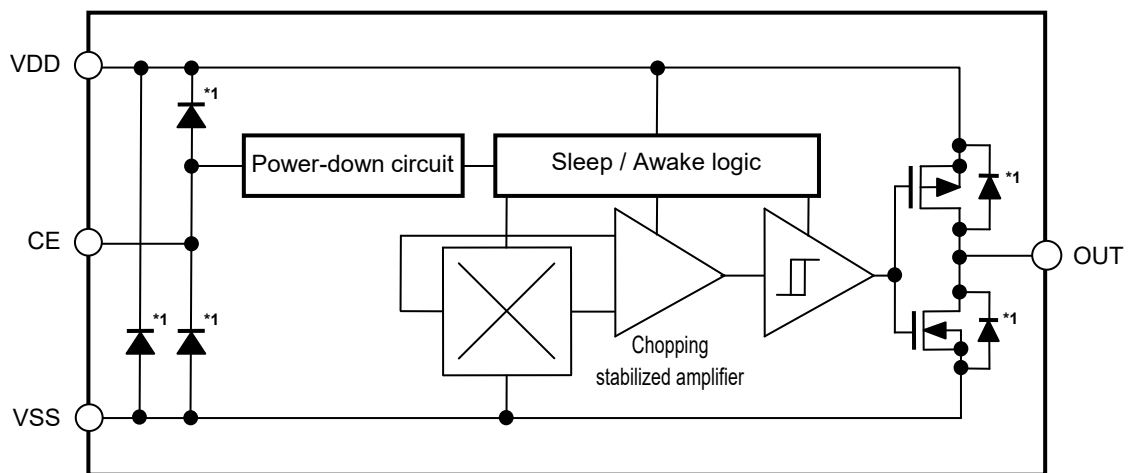 VDD
*1
Power-down circuit
Sleep / Awake logic
*1
CE
OUT
*1
*1
*1
Chopping
stabilized amplifier
VSS